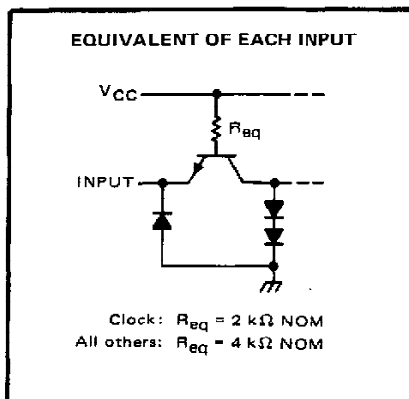 EQUIVALENT OF EACH INPUT
VCC
Req
INPUT
Clock: Req = 2 kΩ NOM
All others: Req = 4 kΩ NOM